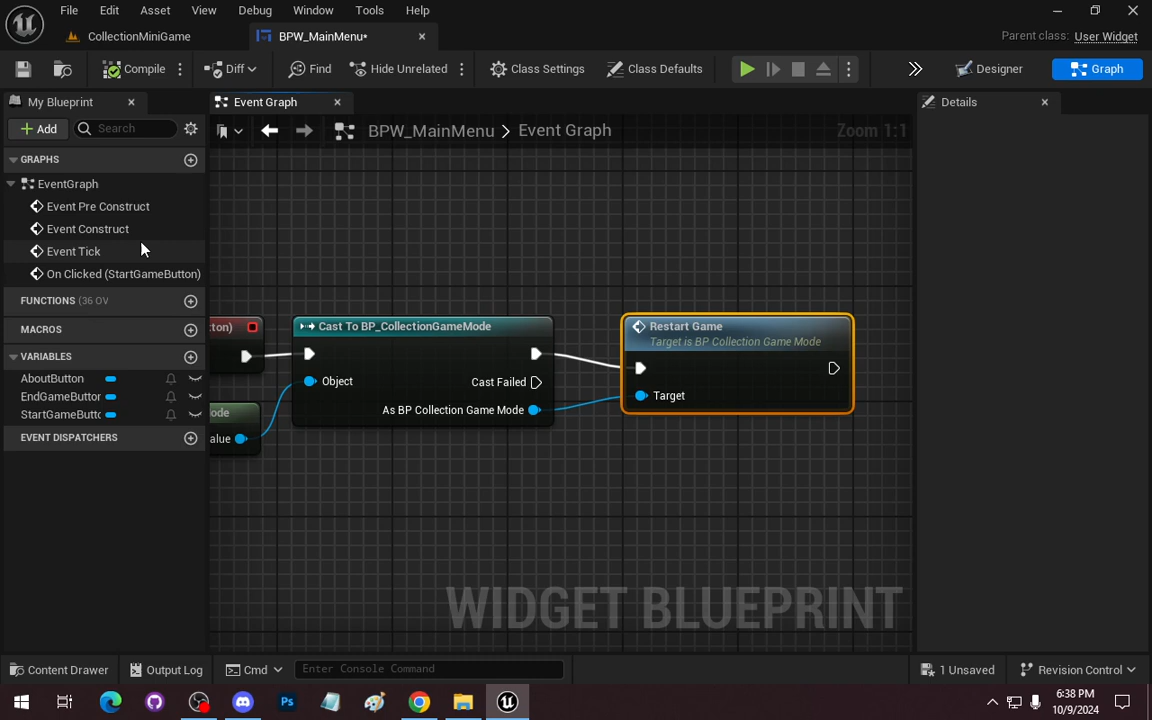 File Edit Asset View Debug Window Tools Help
CollectionMiniGame
BPW_MainMenu*
Parent class: User Widget
Compile
Diff
Find
Hide Unrelated
Class Settings
Class Defaults
Designer
Graph
My Blueprint
Event Graph
Details
Add
Search
BPW_MainMenu > Event Graph
Zoom 1:1
GRAPHS
EventGraph
Event Pre Construct
Event Construct
Event Tick
On Clicked (StartGameButton)
FUNCTIONS (36 OV
MACROS
VARIABLES
AboutButton
EndGameButton
StartGameButto
EVENT DISPATCHERS
tton)
ode
alue
Cast To BP_CollectionGameMode
Object
Cast Failed
As BP Collection Game Mode
Restart Game
Target is BP Collection Game Mode
Target
WIDGET BLUEPRINT
Content Drawer
Output Log
Cmd
Enter Console Command
1 Unsaved
Revision Control
6:38 PM
10/9/2024